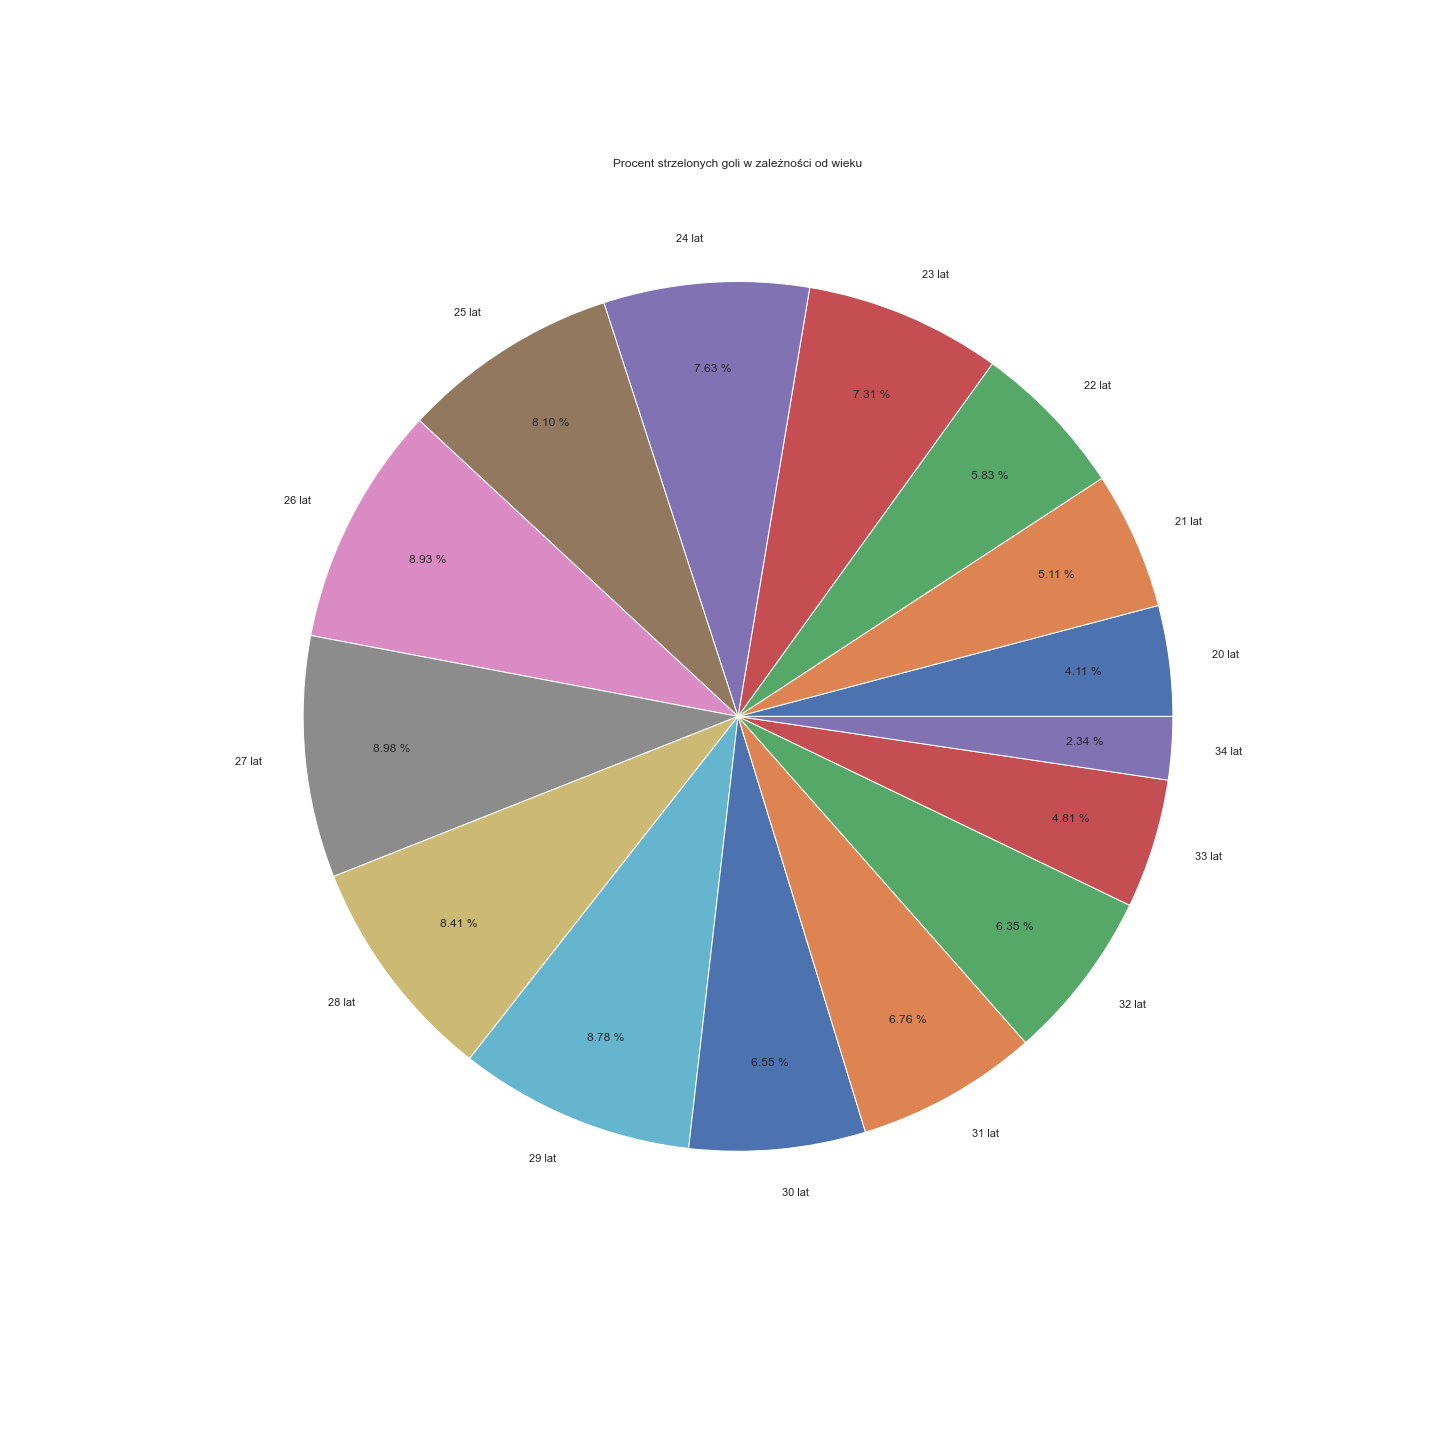 Procent strzelonych goli w zależności od wieku
24 lat
23 lat
25 lat
7.63 %
22 lat
7.31 %
8.10 %
5.83 %
26 lat
21 lat
8.93 %
5.11 %
20 lat
4.11 %
8.98 %
2.34 %
34 lat
27 lat
4.81 %
33 lat
8.41 %
6.35 %
28 lat
32 lat
6.76 %
8.78 %
6.55 %
31 lat
29 lat
30 lat